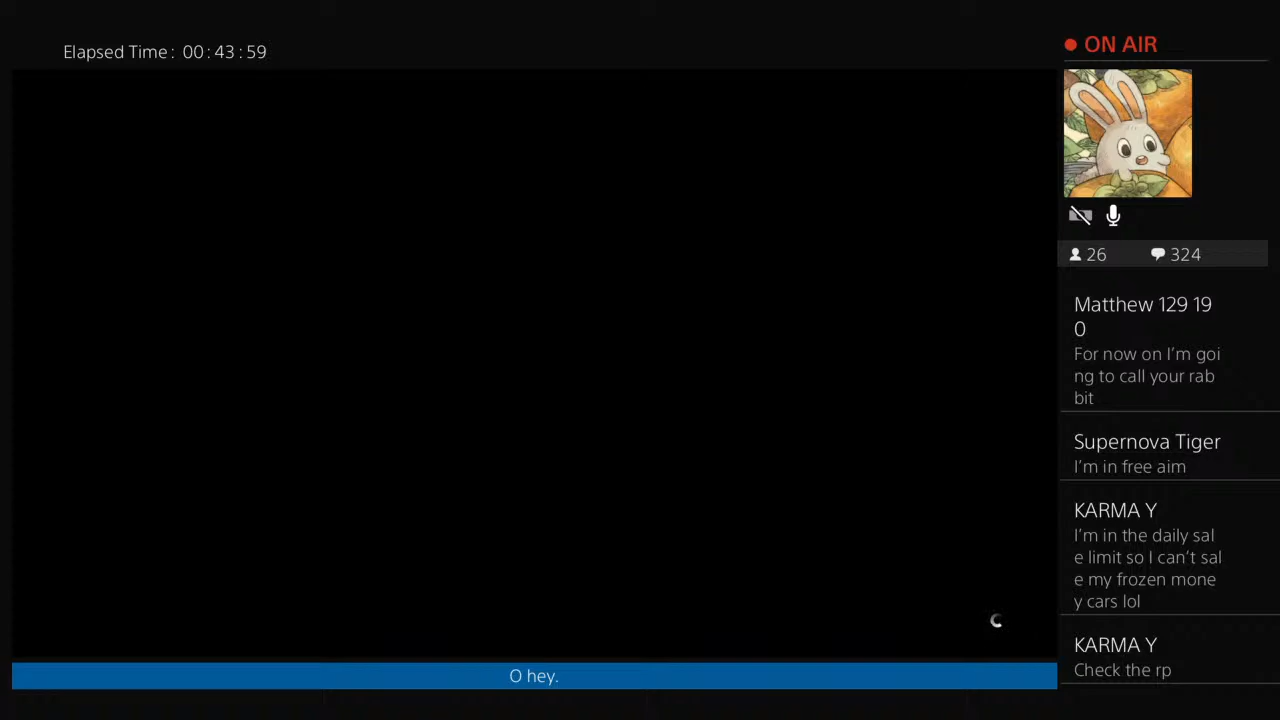 Elapsed Time: 00:43:59
ON AIR
26
324
Matthew 129 19
0
For now on I'm goi
ng to call your rab
bit
Supernova Tiger
I'm in free aim
KARMA Y
I'm in the daily sal
e limit so I can't sal
e my frozen mone
y cars lol
KARMA Y
Check the rp
O hey.